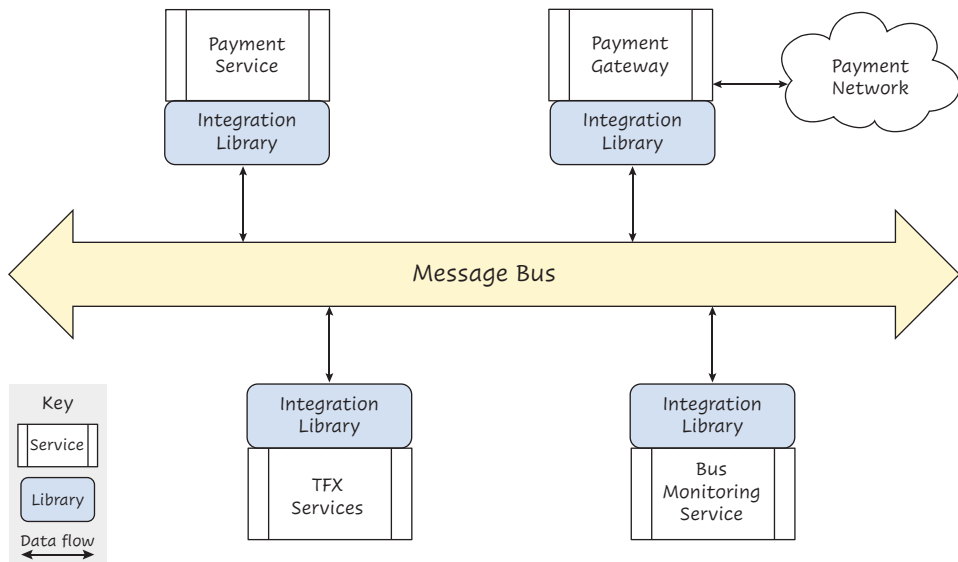 Payment
Service
Integration
Library
Payment
Gateway
Integration
Library
Payment
Network
Message Bus
Integration
Library
TFX
Services
Integration
Library
Bus
Monitoring
Service
Key
Service
Library
Data flow